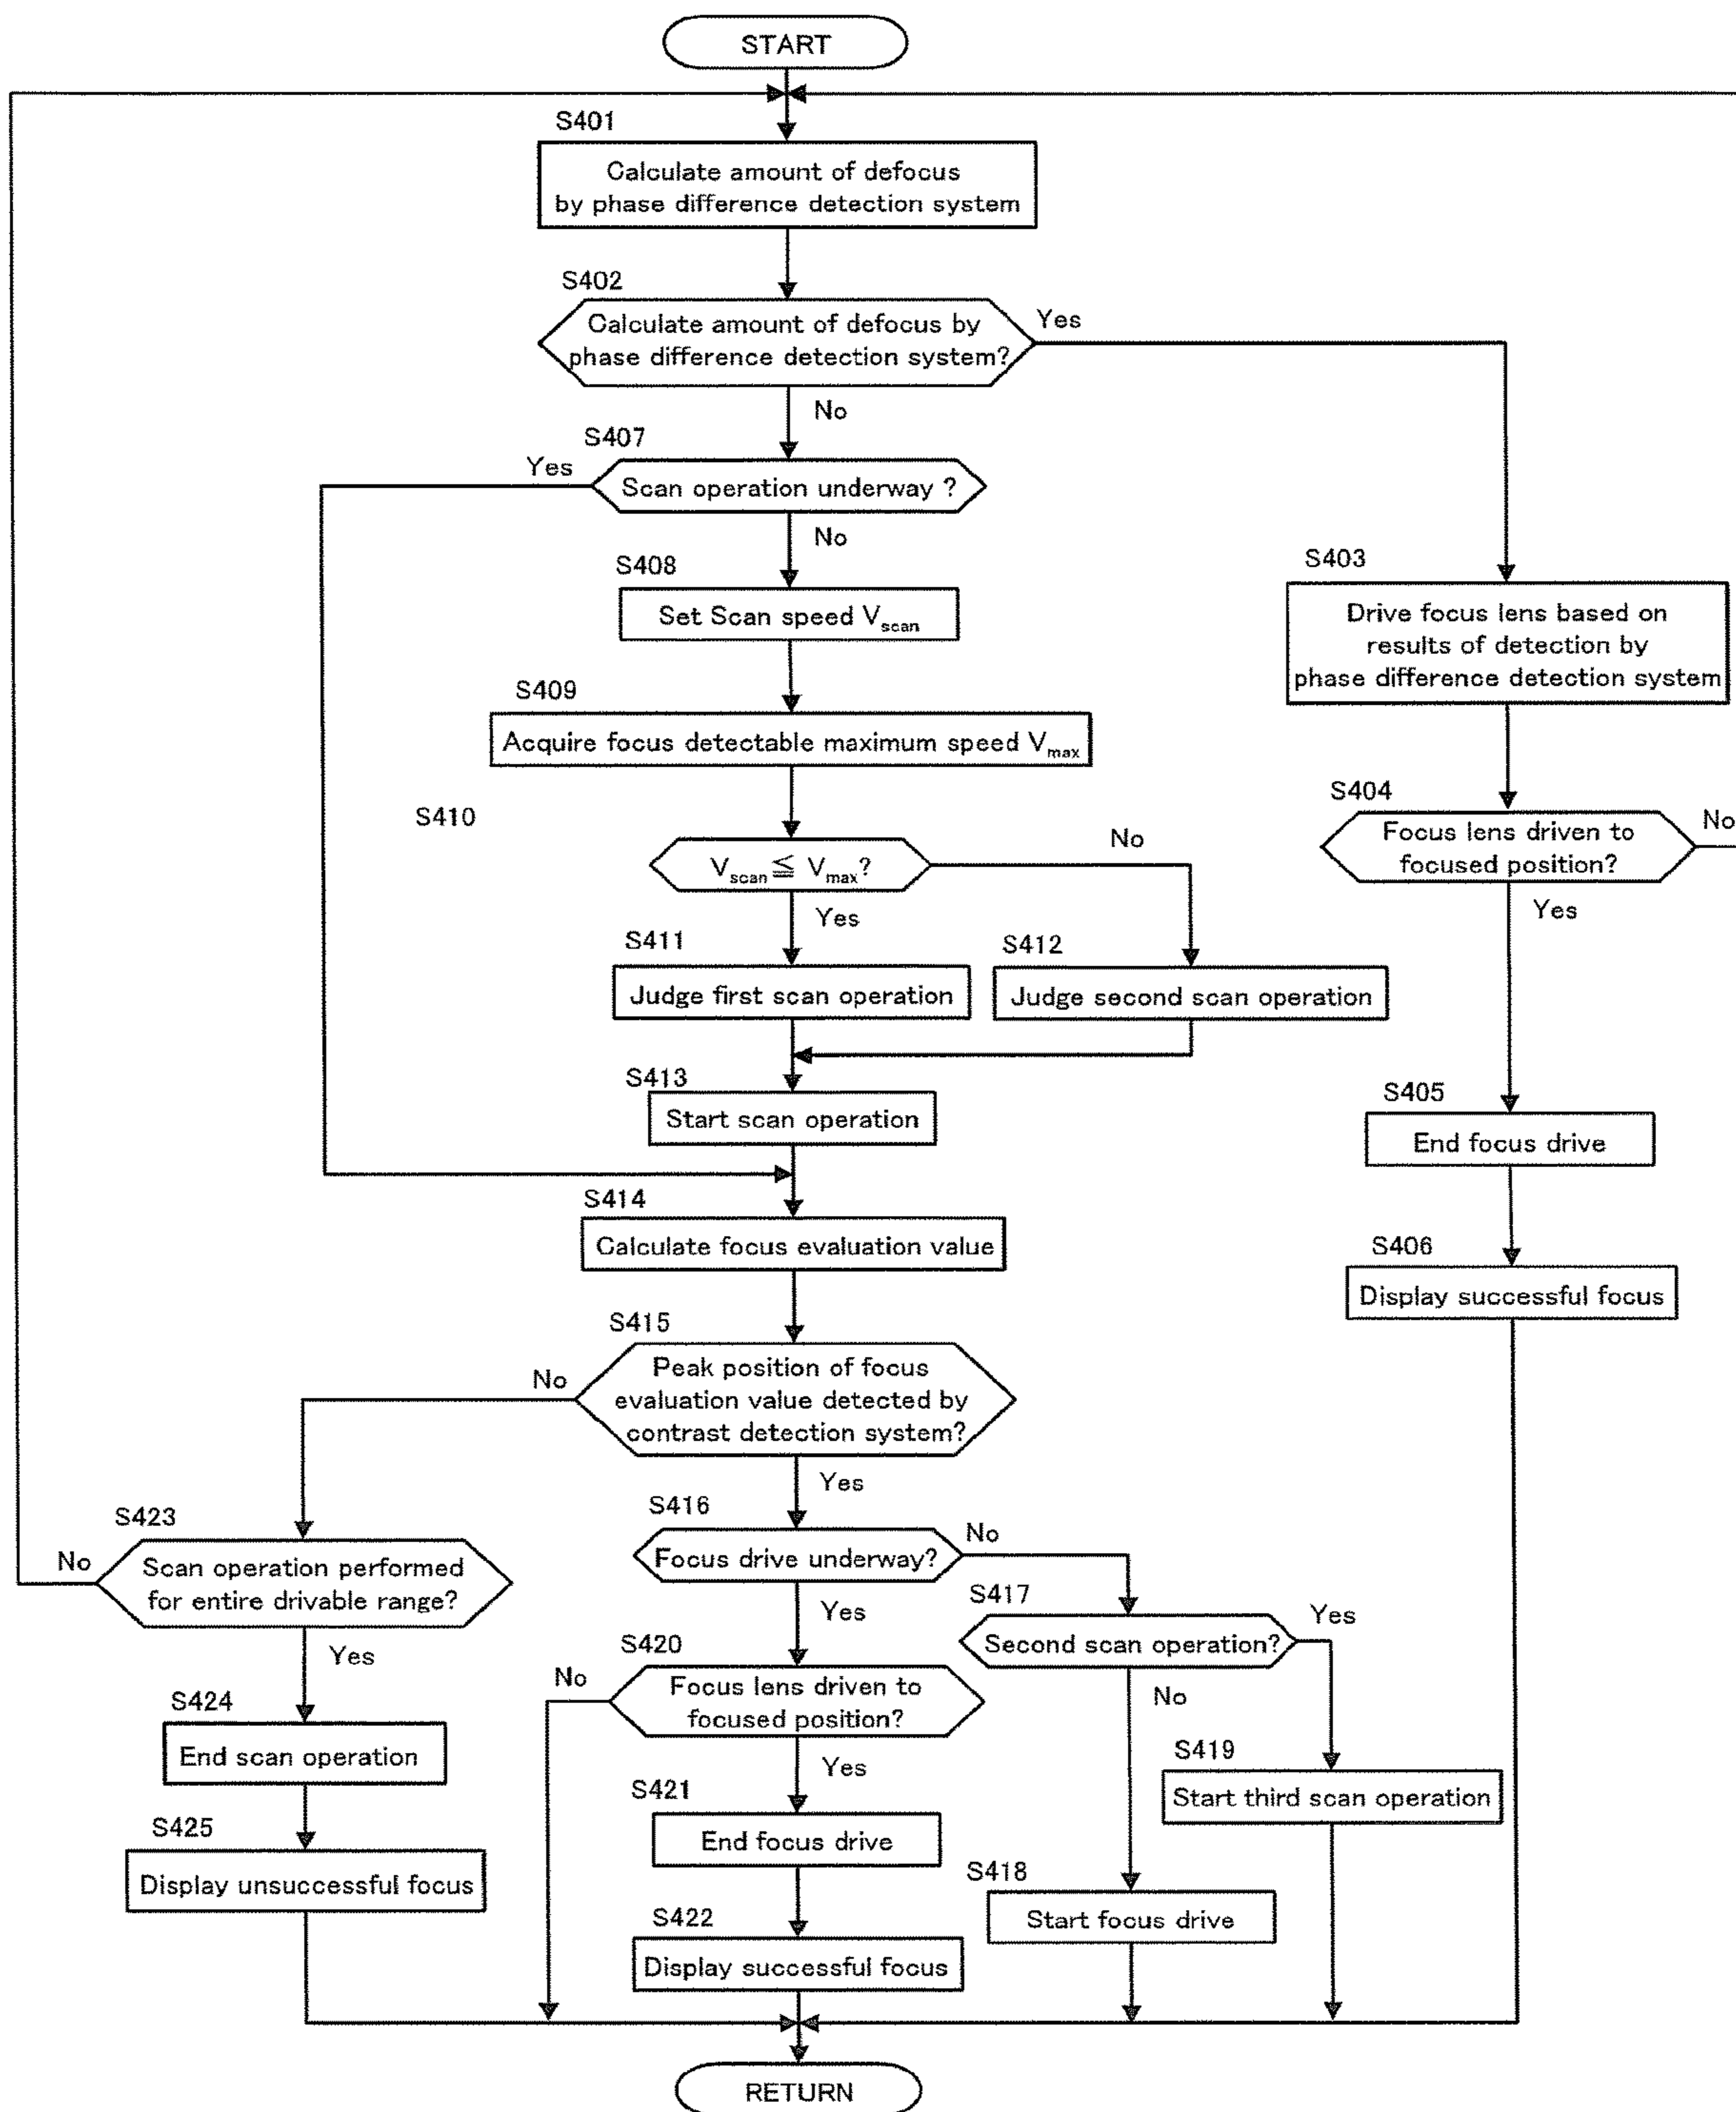 START
S401
Calculate amount of defocus
by phase difference detection system
S402
Calculate amount of defocus by
phase difference detection system?
Yes
No
S407
Yes
Scan operation underway ?
No
S408
Set Scan speed Vscan
S409
Acquire focus detectable maximum speed Vmax
S410
Vscan ≦ Vmax?
No
Yes
S411
Judge first scan operation
S412
Judge second scan operation
S413
Start scan operation
S414
Calculate focus evaluation value
S415
Peak position of focus
evaluation value detected by
contrast detection system?
No
Yes
S403
Drive focus lens based on
results of detection by
phase difference detection system
S404
Focus lens driven to
focused position?
No
Yes
S405
End focus drive
S406
Display successful focus
S416
Focus drive underway?
No
Yes
S417
Second scan operation?
Yes
No
S418
Start focus drive
S419
Start third scan operation
S420
No
Focus lens driven to
focused position?
Yes
S421
End focus drive
S422
Display successful focus
S423
No
Scan operation performed
for entire drivable range?
Yes
S424
End scan operation
S425
Display unsuccessful focus
RETURN